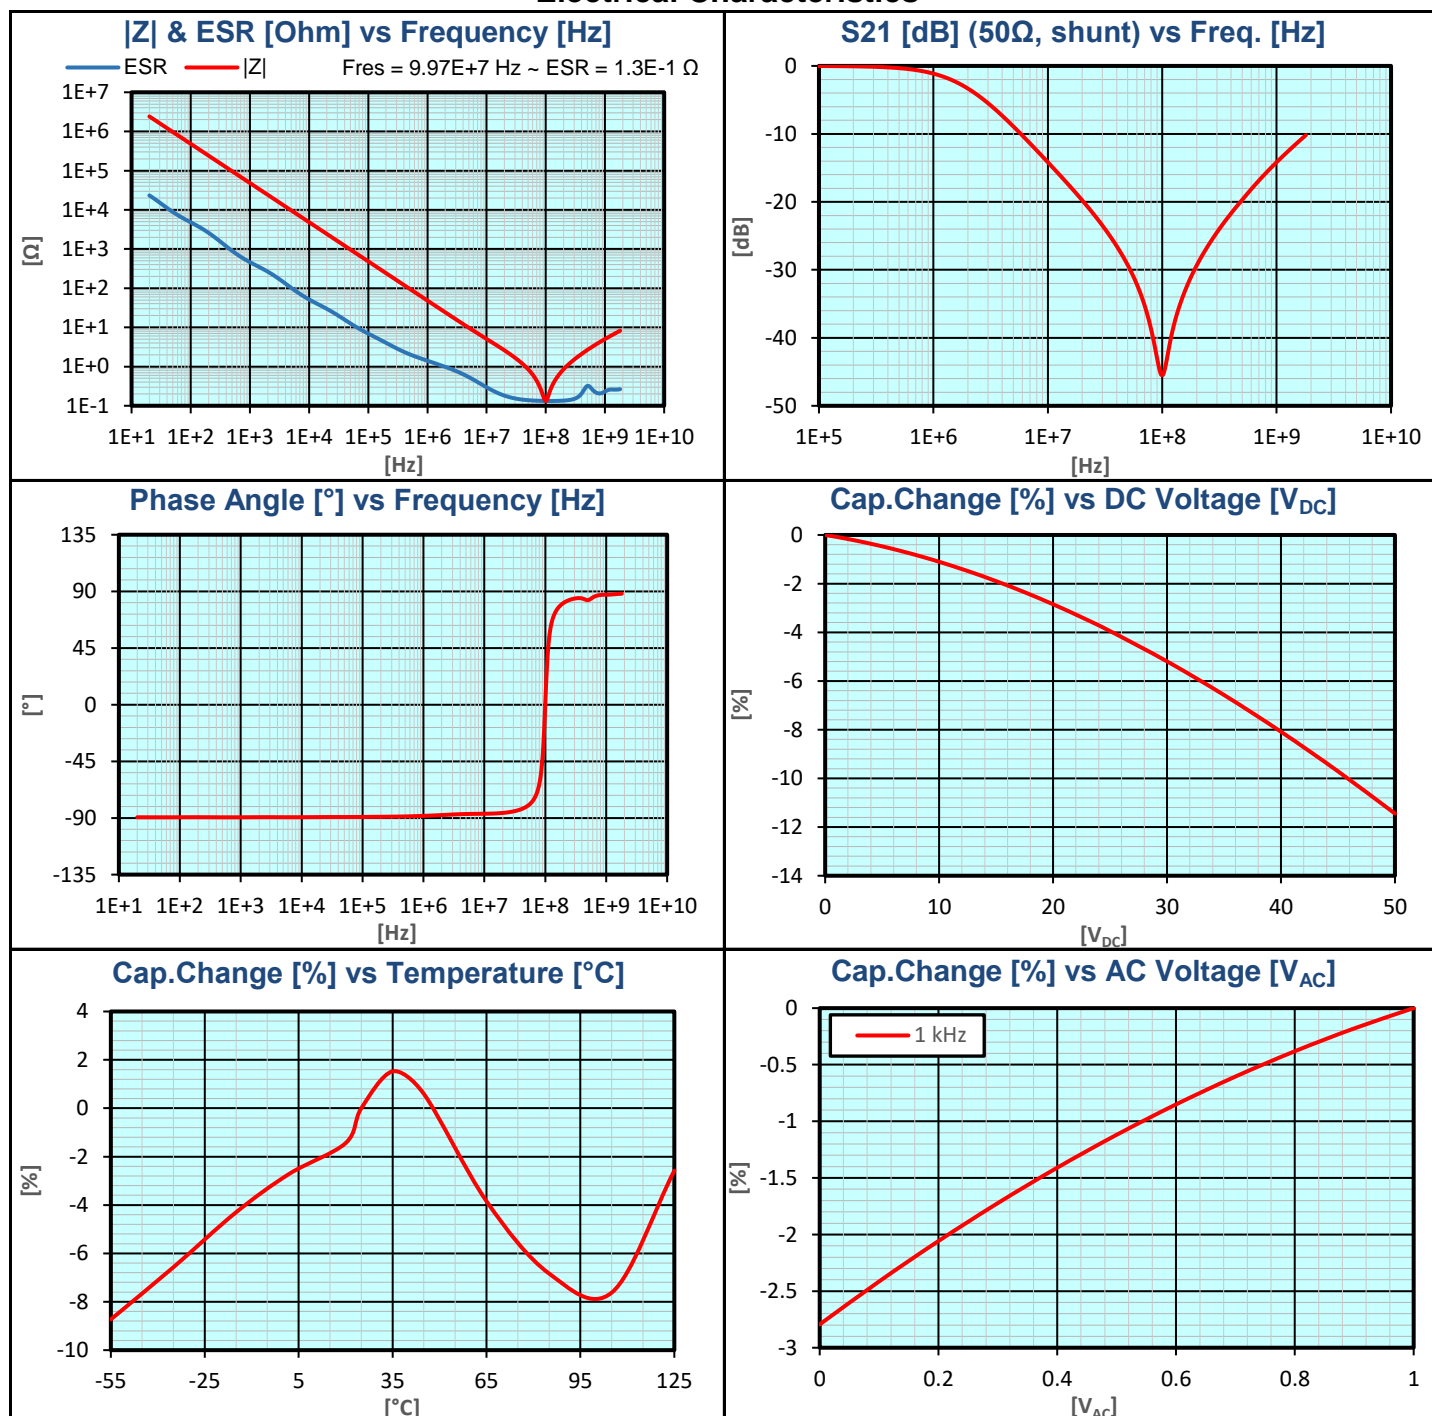 Electrical Characteristics
|Z| & ESR [Ohm] vs Frequency [Hz]
ESR |Z| Fres = 9.97E+7 Hz ~ ESR = 1.3E-1 Ω
1E+7
1E+6
1E+5
1E+4
1E+3
1E+2
1E+1
1E+0
1E-1
[Ω]
1E+1 1E+2 1E+3 1E+4 1E+5 1E+6 1E+7 1E+8 1E+9 1E+10
[Hz]
S21 [dB] (50Ω, shunt) vs Freq. [Hz]
0
-10
-20
-30
-40
-50
[dB]
1E+5 1E+6 1E+7 1E+8 1E+9 1E+10
[Hz]
Phase Angle [°] vs Frequency [Hz]
135
90
45
0
-45
-90
-135
[°]
1E+1 1E+2 1E+3 1E+4 1E+5 1E+6 1E+7 1E+8 1E+9 1E+10
[Hz]
Cap.Change [%] vs DC Voltage [VDC]
0
-2
-4
-6
-8
-10
-12
-14
[%]
0 10 20 30 40 50
[VDC]
Cap.Change [%] vs Temperature [°C]
4
2
0
-2
-4
-6
-8
-10
[%]
-55 -25 5 35 65 95 125
[°C]
Cap.Change [%] vs AC Voltage [VAC]
1 kHz
0
-0.5
-1
-1.5
-2
-2.5
-3
[%]
0 0.2 0.4 0.6 0.8 1
[VAC]